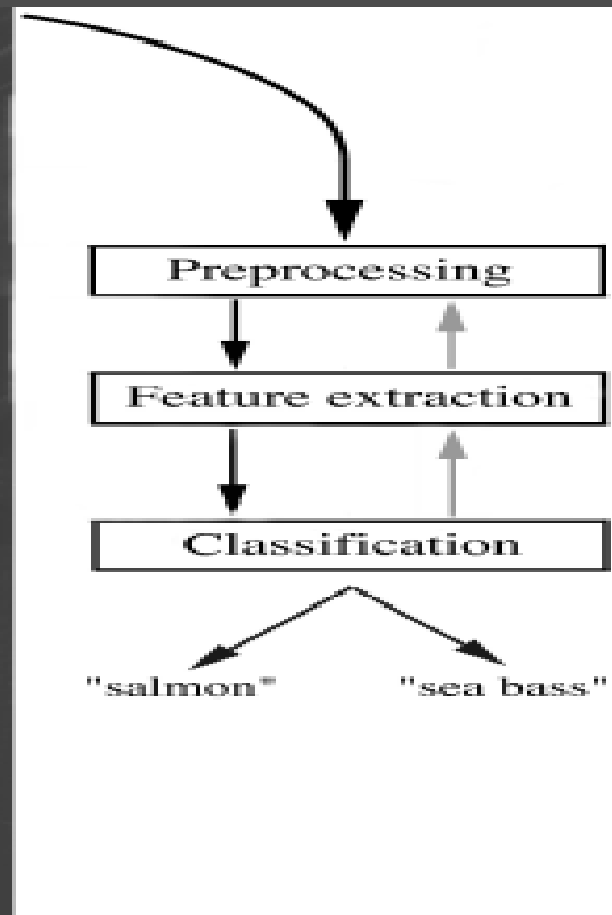 Preprocessing
Feature extraction
Classification
"salmon" "sea bass"